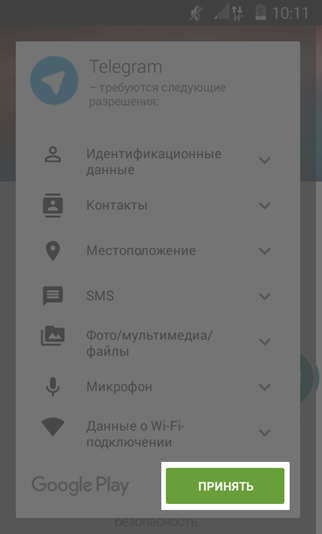 10:11
Telegram
– требуются следующие
разрешения:
Идентификационные
данные
Контакты
Местоположение
SMS
Фото/мультимедиа/
файлы
Микрофон
Данные о Wi-Fi-
подключении
Google Play
ПРИНЯТЬ
безопасность.